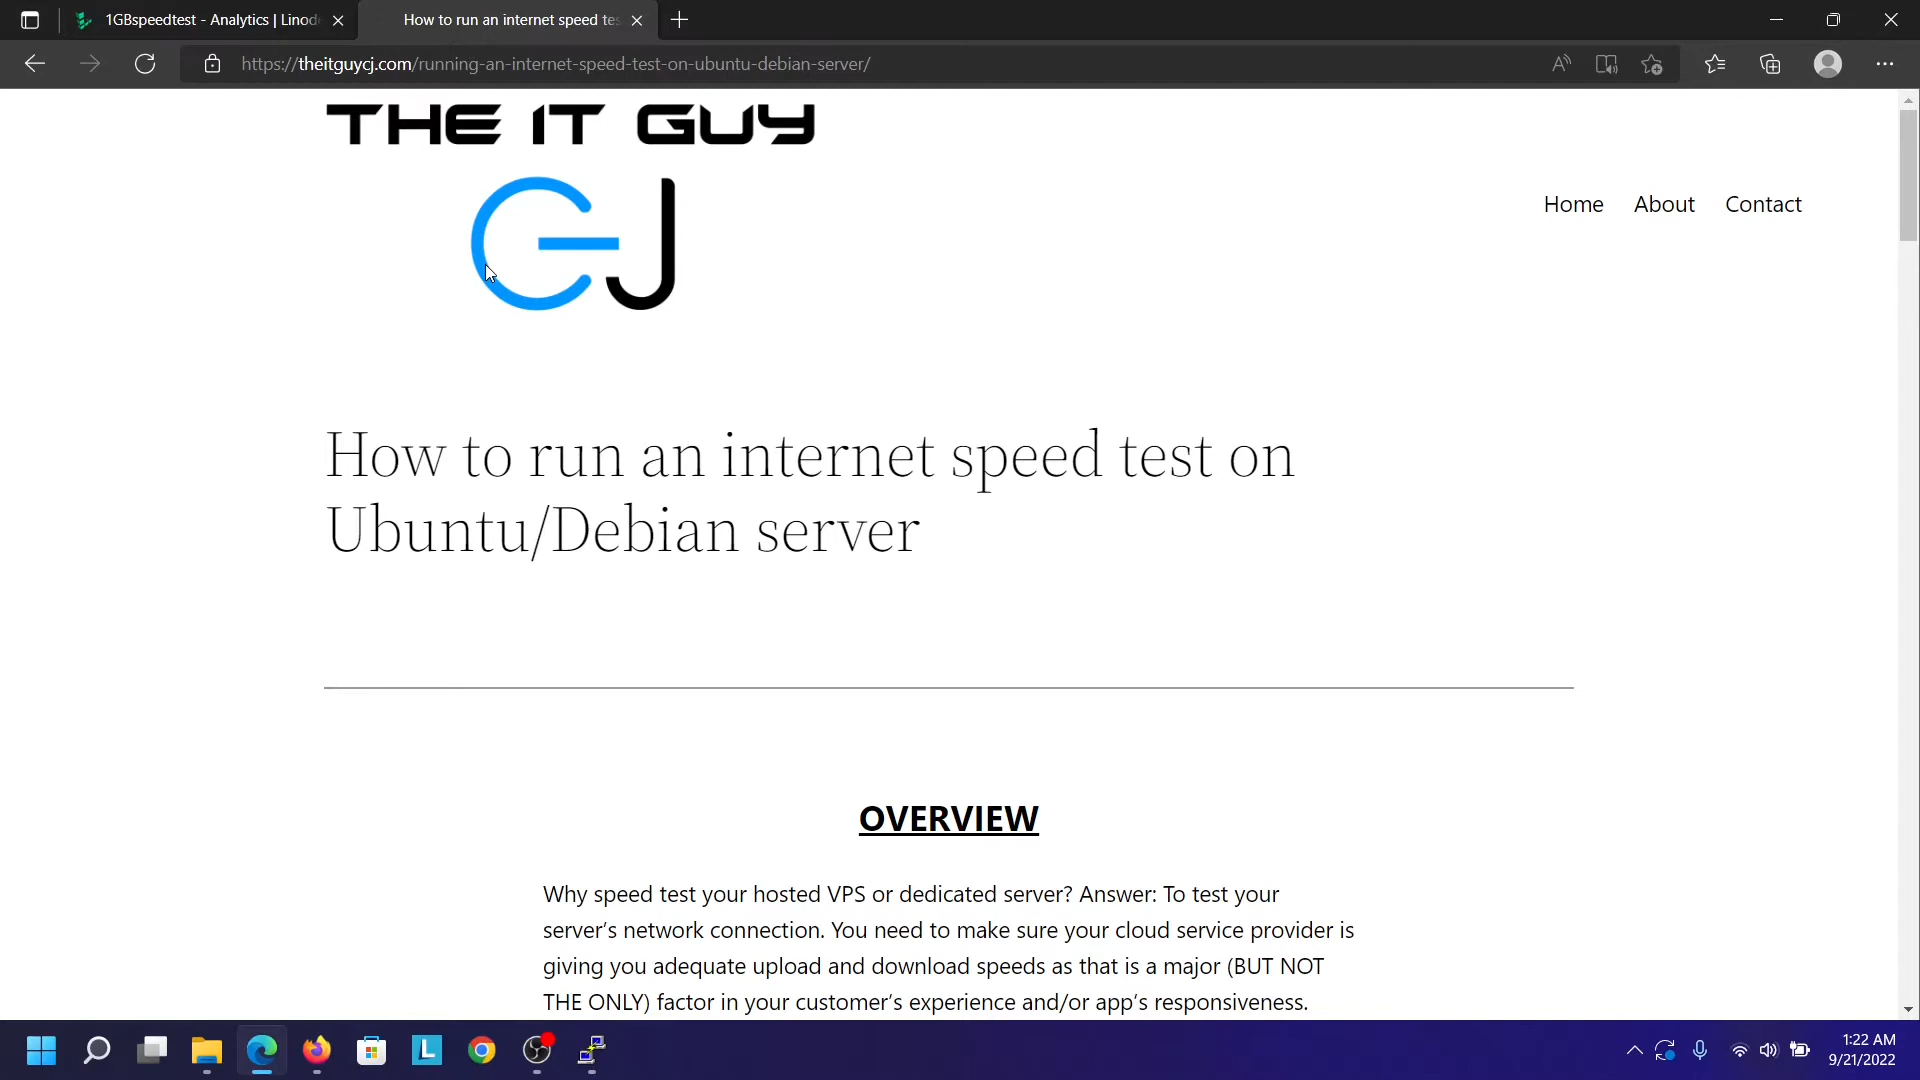 1GBspeedtest - Analytics | Linod
How to run an internet speed tes
https://theitguycj.com/running-an-internet-speed-test-on-ubuntu-debian-server/
THE IT GUY
CJ
Home About Contact
How to run an internet speed test on
Ubuntu/Debian server
OVERVIEW
Why speed test your hosted VPS or dedicated server? Answer: To test your
server’s network connection. You need to make sure your cloud service provider is
giving you adequate upload and download speeds as that is a major (BUT NOT
THE ONLY) factor in your customer’s experience and/or app’s responsiveness.
L
1:22 AM
9/21/2022